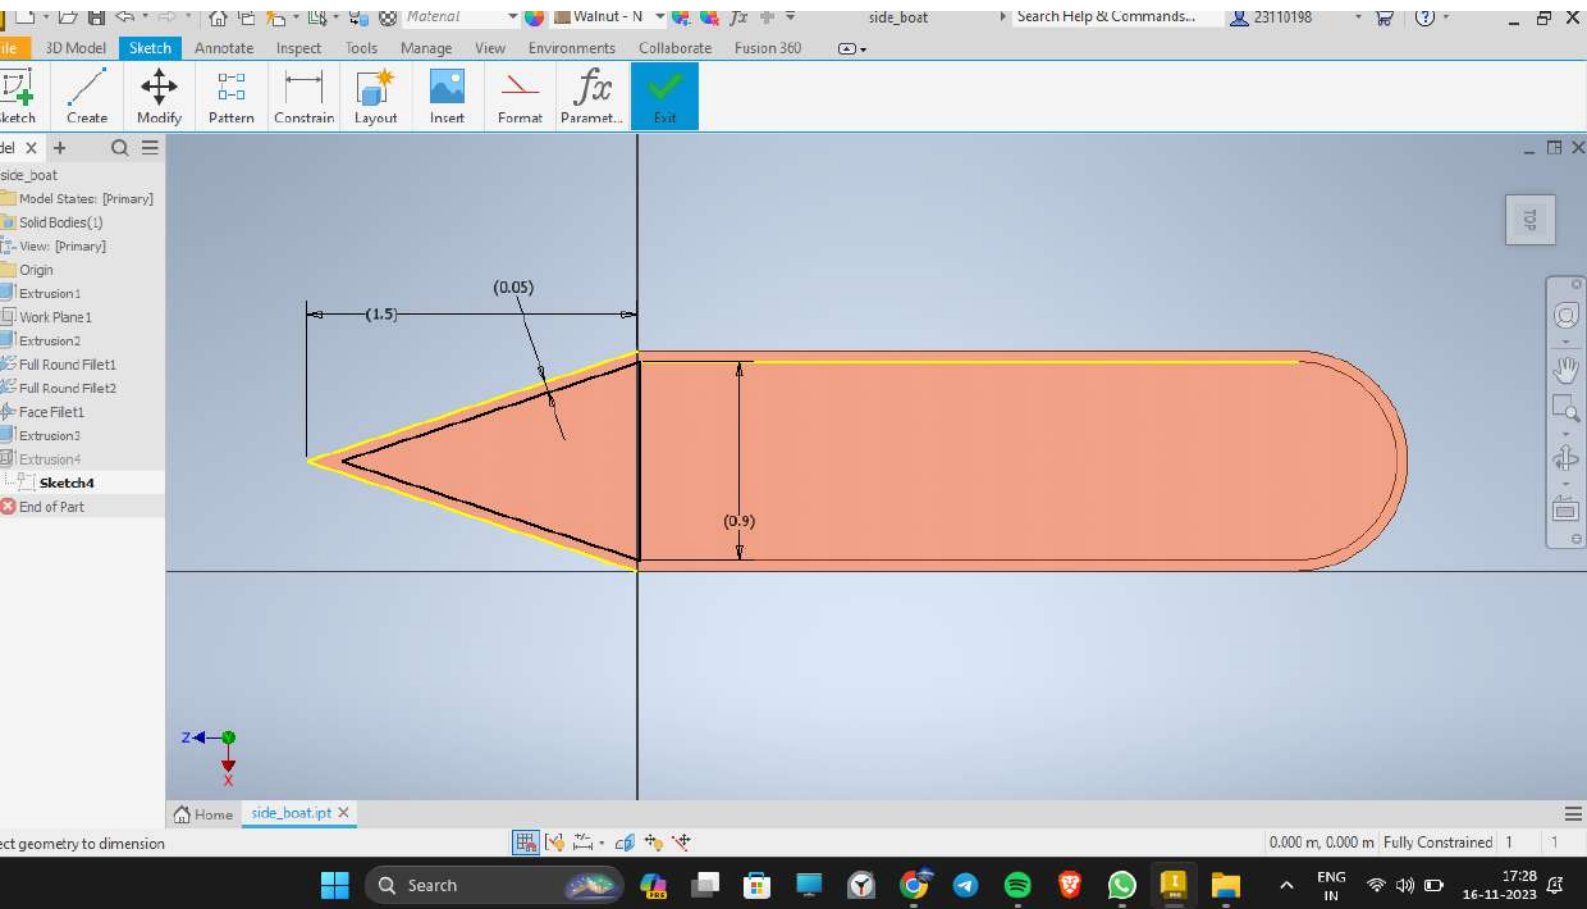 Material Walnut - N fx side_boat Search Help & Commands... 23110198
ile 3D Model Sketch Annotate Inspect Tools Manage View Environments Collaborate Fusion 360
fx
ketch Create Modify Pattern Constrain Layout Insert Format Paramet... Exit
del X +
side_boat
Model States: [Primary]
Solid Bodies(1)
View: [Primary]
Origin
Extrusion1
Work Plane1
Extrusion2
Full Round Fillet1
Full Round Fillet2
Face Fillet1
Extrusion3
Extrusion4
Sketch4
End of Part
TOP
(0.05)
(1.5)
(0.9)
Z
X
Home side_boat.ipt
ect geometry to dimension
0.000 m, 0.000 m Fully Constrained 1 1
Search
ENG
IN
17:28
16-11-2023